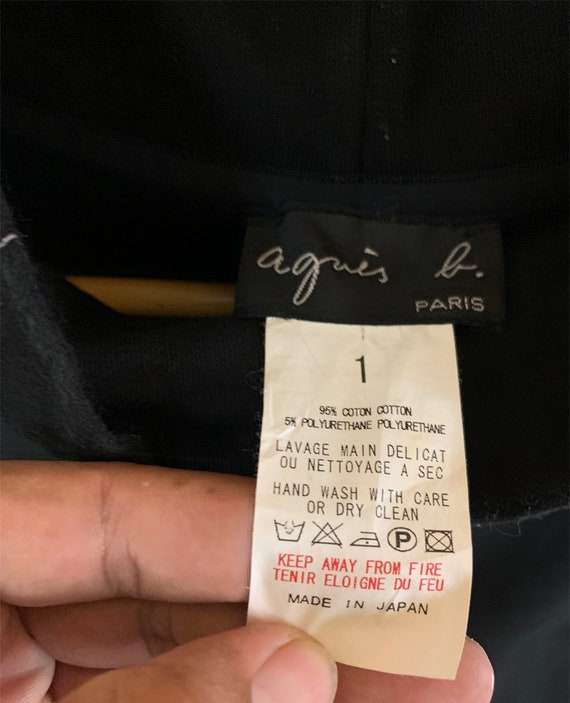 agnès b.
PARIS
1
95% COTON COTTON
5% POLYURETHANE POLYURETHANE
LAVAGE MAIN DELICAT
OU NETTOYAGE A SEC
HAND WASH WITH CARE
OR DRY CLEAN
P
KEEP AWAY FROM FIRE
TENIR ELOIGNE DU FEU
MADE IN JAPAN